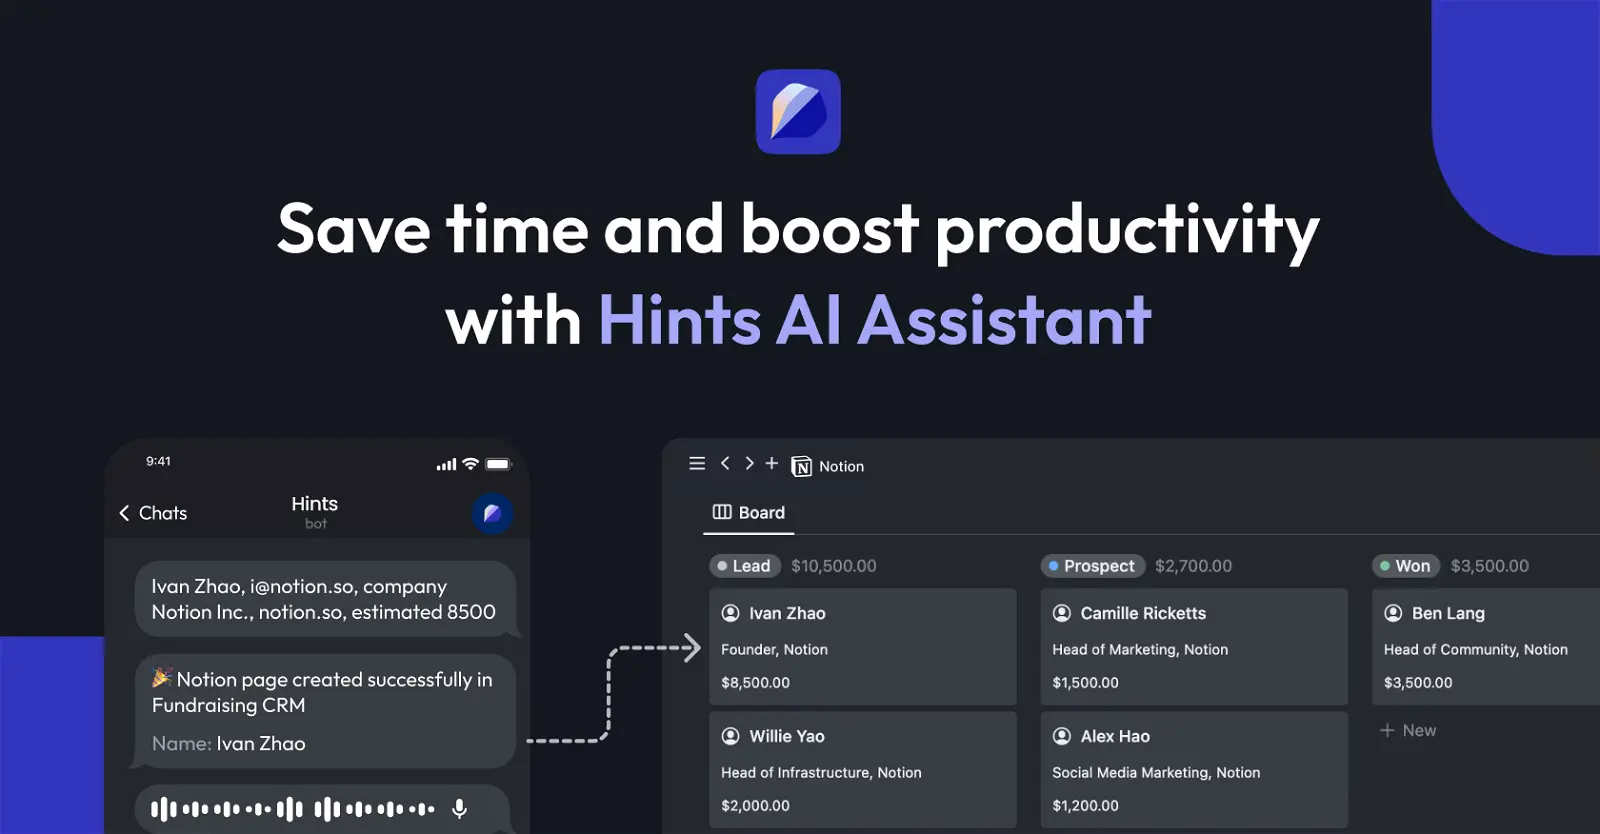 Save time and boost productivity
with Hints AI Assistant
9:41
Chats
Hints
bot
Ivan Zhao, i@notion.so, company
Notion Inc., notion.so, estimated 8500
🎉Notion page created successfully in
Fundraising CRM
Name: Ivan Zhao
Notion
Board
Lead $10,500.00
Ivan Zhao
Founder, Notion
$8,500.00
Willie Yao
Head of Infrastructure, Notion
$2,000.00
Prospect $2,700.00
Camille Ricketts
Head of Marketing, Notion
$1,500.00
Alex Hao
Social Media Marketing, Notion
$1,200.00
Won $3,500.00
Ben Lang
Head of Community, Notion
$3,500.00
+ New